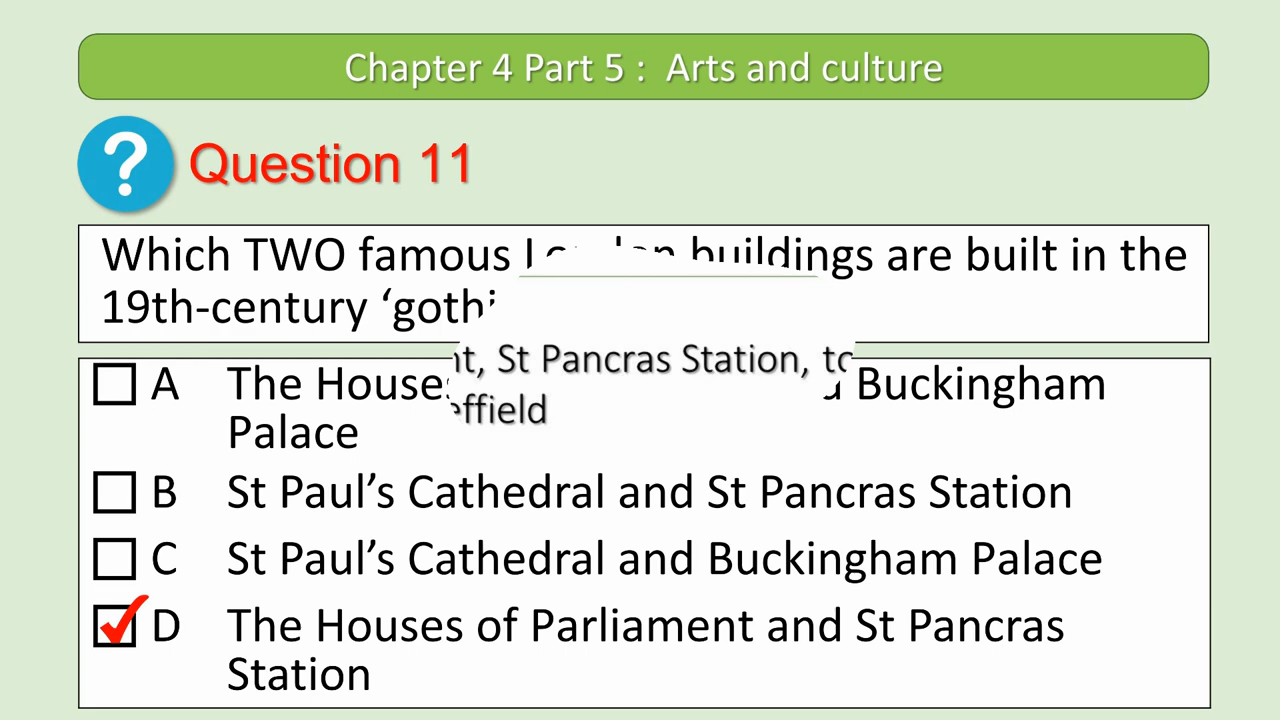 Chapter 4 Part 5 : Arts and culture
?
Question 11
Which TWO famous buildings are built in the
19th-century
St Pancras Station,
A The Buckingham
Palace
B St Paul’s Cathedral and St Pancras Station
C St Paul’s Cathedral and Buckingham Palace
D The Houses of Parliament and St Pancras
Station